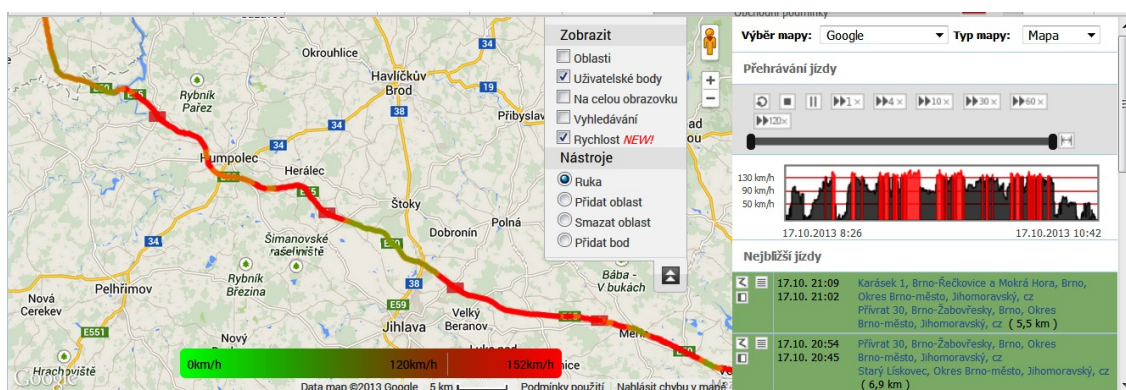 Zobrazit
Oblasti
Uživatelské body
Na celou obrazovku
Vyhledávání
Rychlost NEW!
Nástroje
Ruka
Přidat oblast
Smazat oblast
Přidat bod
Okrouhlice
34
Havlíčkův
Brod
34
19
38
Přibyslav
Rybník
Pařez
34
Humpolec
Herálec
Štoky
Polná
Dobronín
34
Šimanovské
rašeliniště
Rybník
Březina
Pelhřimov
38
Nová
Cerekev
E551
E59
Jihlava
Velký
Beranov
Bába -
V bukách
Nový
Hrachoviště
0km/h
120km/h
152km/h
Google
Data map ©2013 Google
5 km
Podmínky použití
Nahlásit chybu v mapě
Obchodní podmínky
Výběr mapy:
Google
Typ mapy:
Mapa
Přehrávání jízdy
1×
4×
10×
30×
60×
120×
130 km/h
90 km/h
50 km/h
17.10.2013 8:26
17.10.2013 10:42
Nejbližší jízdy
17.10. 21:09
17.10. 21:02
Karásek 1, Brno-Řečkovice a Mokrá Hora, Brno,
Okres Brno-město, Jihomoravský, cz
Přívrat 30, Brno-Žabovřesky, Brno, Okres
Brno-město, Jihomoravský, cz ( 5,5 km )
17.10. 20:54
17.10. 20:45
Přívrat 30, Brno-Žabovřesky, Brno, Okres
Brno-město, Jihomoravský, cz
Starý Lískovec, Okres Brno-město, Jihomoravský, cz
( 6,9 km )